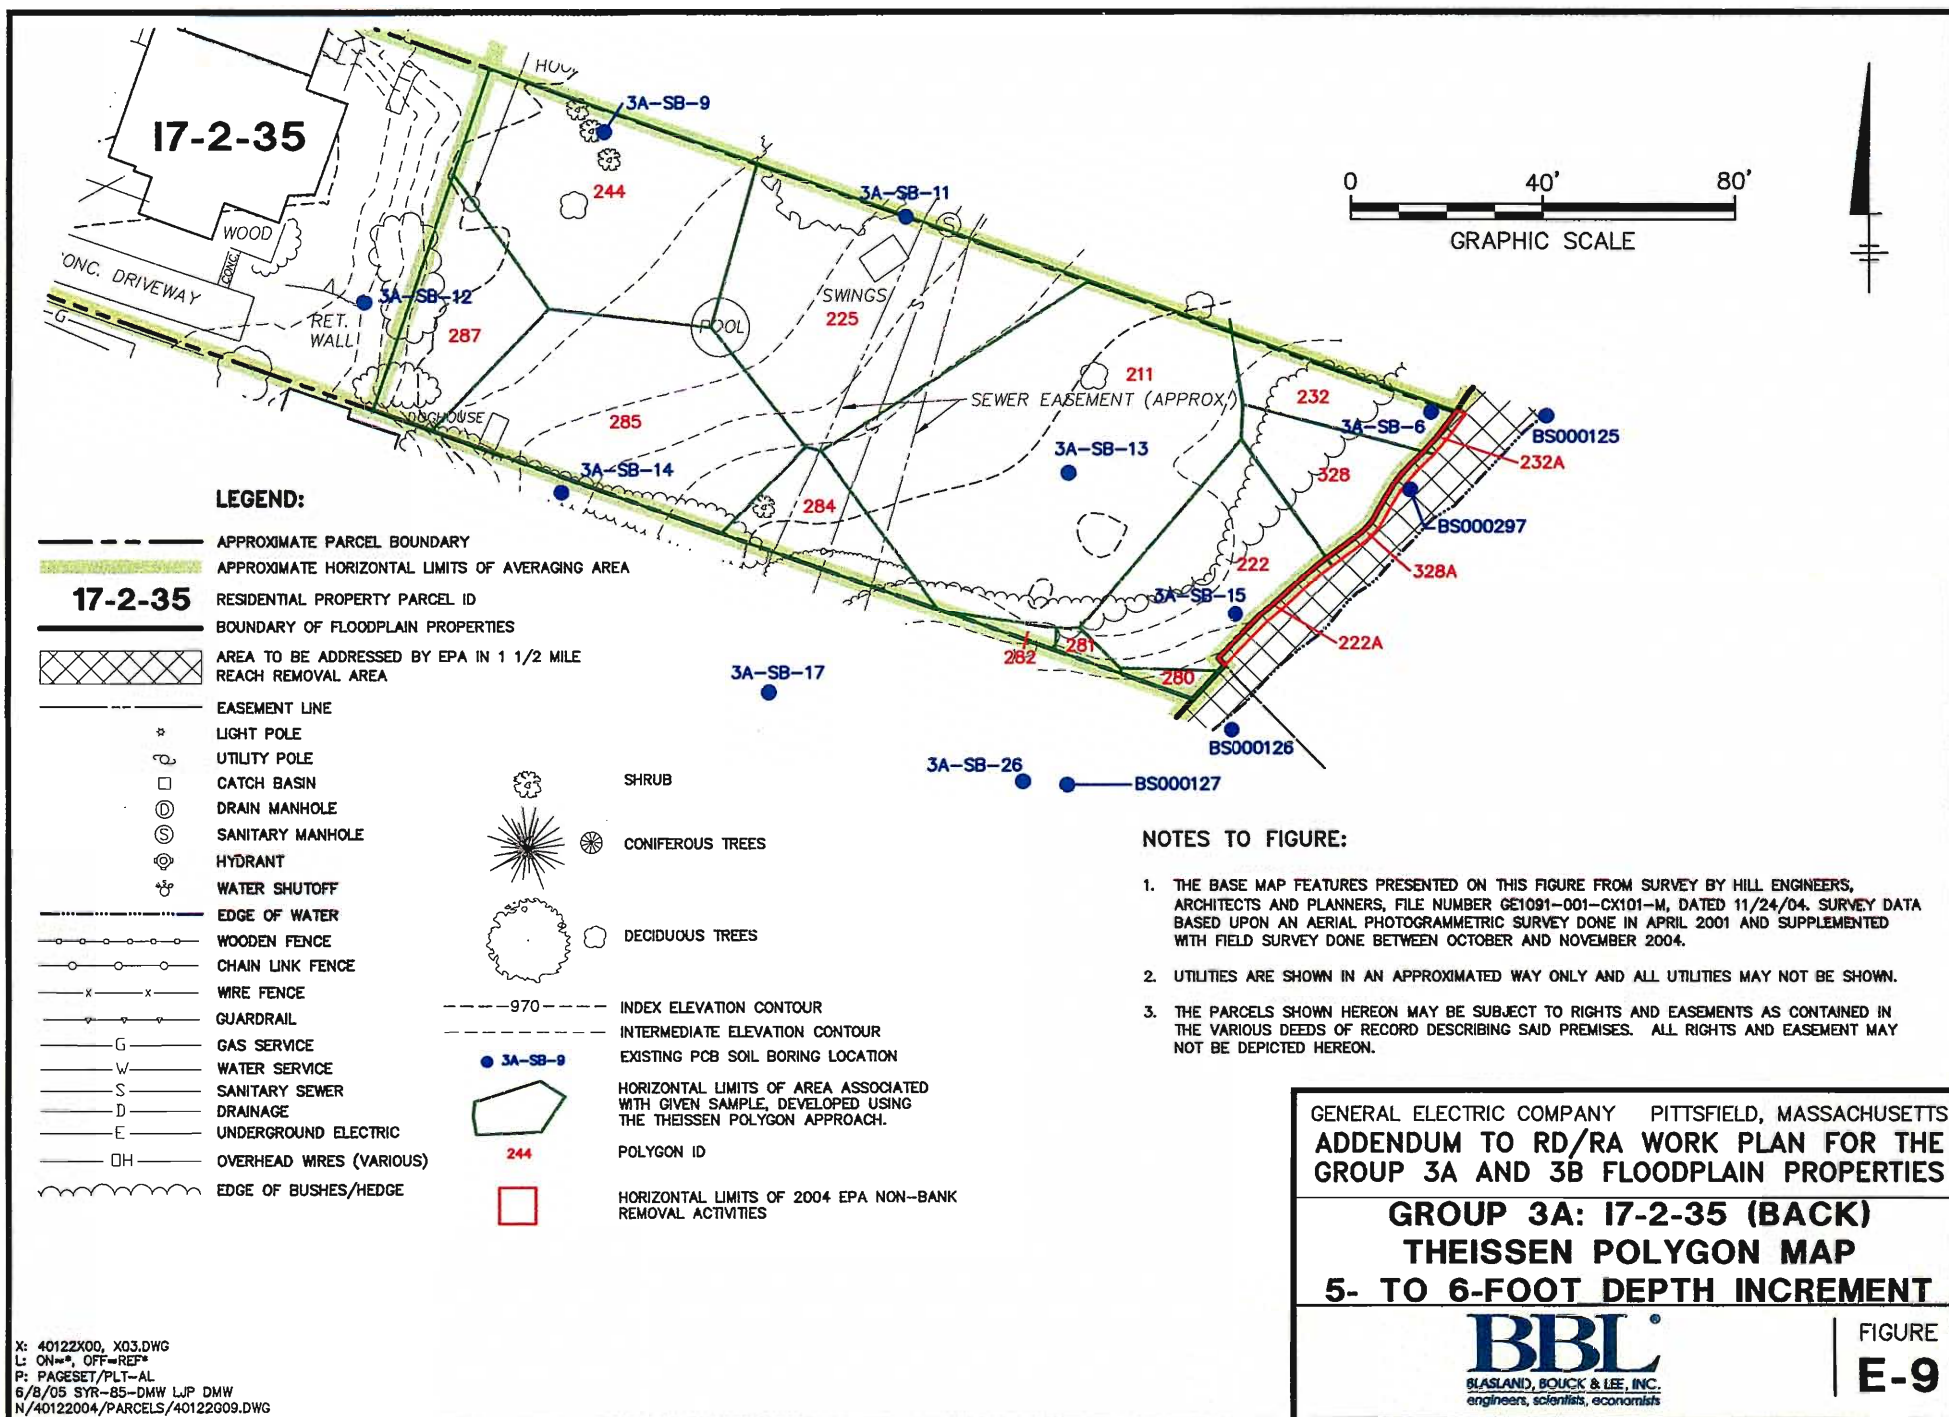 HOUS
3A-SB-9
I7-2-35
244
3A-SB-11
S
0 40' 80'
GRAPHIC SCALE
WOOD
CONC.
ONC. DRIVEWAY
3A-SB-12
RET.
WALL
G
287
POOL
SWINGS
225
S
211
SEWER EASEMENT (APPROX.)
232
3A-SB-6
BS000125
DOGHOUSE
285
3A-SB-13
232A
3A-SB-14
328
284
BS000297
222
328A
3A-SB-15
222A
282
281
280
3A-SB-17
BS000126
3A-SB-26
BS000127
LEGEND:
APPROXIMATE PARCEL BOUNDARY
APPROXIMATE HORIZONTAL LIMITS OF AVERAGING AREA
17-2-35 RESIDENTIAL PROPERTY PARCEL ID
BOUNDARY OF FLOODPLAIN PROPERTIES
AREA TO BE ADDRESSED BY EPA IN 1 1/2 MILE
REACH REMOVAL AREA
EASEMENT LINE
LIGHT POLE
UTILITY POLE
CATCH BASIN
D DRAIN MANHOLE
S SANITARY MANHOLE
HYDRANT
WATER SHUTOFF
EDGE OF WATER
WOODEN FENCE
CHAIN LINK FENCE
x x WIRE FENCE
GUARDRAIL
G GAS SERVICE
W WATER SERVICE
S SANITARY SEWER
D DRAINAGE
E UNDERGROUND ELECTRIC
OH OVERHEAD WIRES (VARIOUS)
EDGE OF BUSHES/HEDGE
SHRUB
CONIFEROUS TREES
DECIDUOUS TREES
970 INDEX ELEVATION CONTOUR
INTERMEDIATE ELEVATION CONTOUR
3A-SB-9 EXISTING PCB SOIL BORING LOCATION
HORIZONTAL LIMITS OF AREA ASSOCIATED
WITH GIVEN SAMPLE, DEVELOPED USING
THE THEISSEN POLYGON APPROACH.
244 POLYGON ID
HORIZONTAL LIMITS OF 2004 EPA NON-BANK
REMOVAL ACTIVITIES
NOTES TO FIGURE:
1. THE BASE MAP FEATURES PRESENTED ON THIS FIGURE FROM SURVEY BY HILL ENGINEERS,
ARCHITECTS AND PLANNERS, FILE NUMBER GE1091-001-CX101-M, DATED 11/24/04. SURVEY DATA
BASED UPON AN AERIAL PHOTOGRAMMETRIC SURVEY DONE IN APRIL 2001 AND SUPPLEMENTED
WITH FIELD SURVEY DONE BETWEEN OCTOBER AND NOVEMBER 2004.
2. UTILITIES ARE SHOWN IN AN APPROXIMATED WAY ONLY AND ALL UTILITIES MAY NOT BE SHOWN.
3. THE PARCELS SHOWN HEREON MAY BE SUBJECT TO RIGHTS AND EASEMENTS AS CONTAINED IN
THE VARIOUS DEEDS OF RECORD DESCRIBING SAID PREMISES. ALL RIGHTS AND EASEMENT MAY
NOT BE DEPICTED HEREON.
GENERAL ELECTRIC COMPANY PITTSFIELD, MASSACHUSETTS
ADDENDUM TO RD/RA WORK PLAN FOR THE
GROUP 3A AND 3B FLOODPLAIN PROPERTIES
GROUP 3A: I7-2-35 (BACK)
THEISSEN POLYGON MAP
5- TO 6-FOOT DEPTH INCREMENT
BBL
BLASLAND, BOUCK & LEE, INC.
engineers, scientists, economists
FIGURE
E-9
X: 40122X00, X03.DWG
L: ON=*, OFF=REF*
P: PAGESET/PLT-AL
6/8/05 SYR-85-DMW LJP DMW
N/40122004/PARCELS/40122G09.DWG